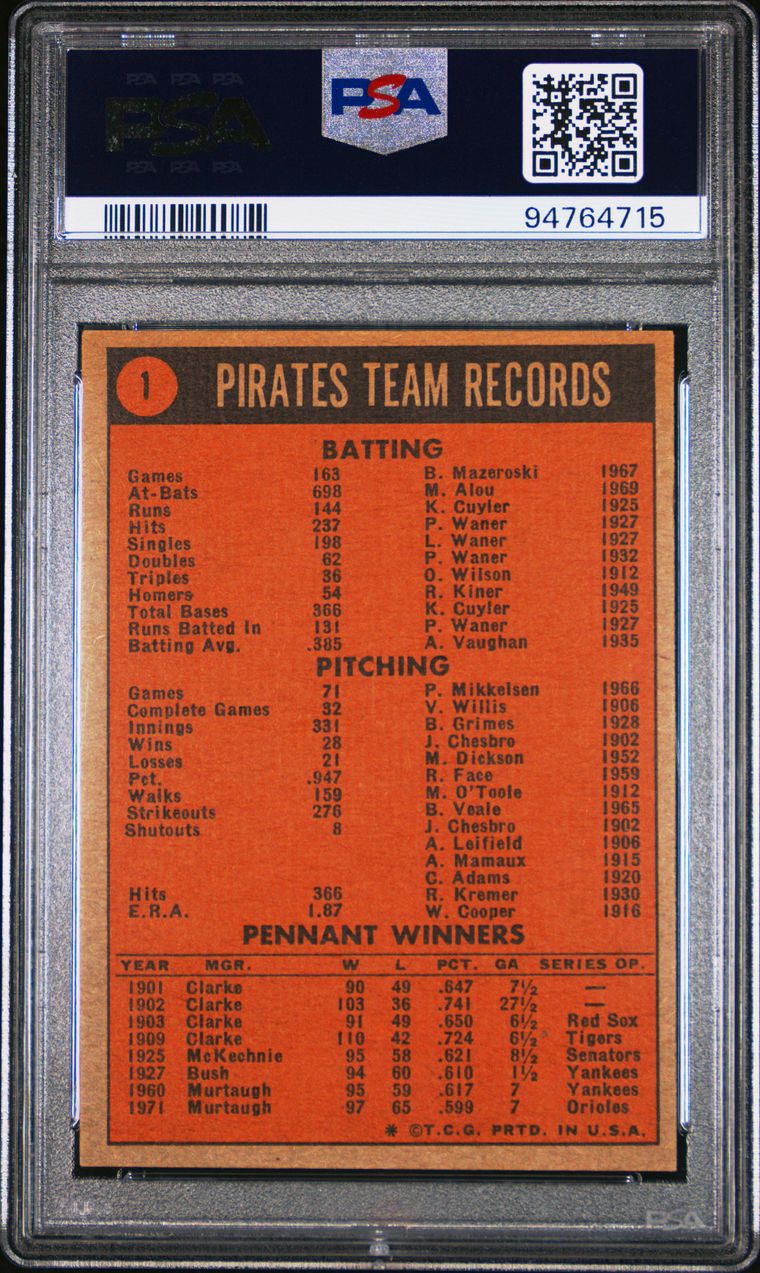 PSA PSA PSA
PSA
PSA PSA PSA
PSA
94764715
1 PIRATES TEAM RECORDS
BATTING
Games 163 B. Mazeroski 1967
At-Bats 698 M. Alou 1969
Runs 144 K. Cuyler 1925
Hits 237 P. Waner 1927
Singles 198 L. Waner 1927
Doubles 62 P. Waner 1932
Triples 36 O. Wilson 1912
Homers 54 R. Kiner 1949
Total Bases 366 K. Cuyler 1925
Runs Batted In 131 P. Waner 1927
Batting Avg. .385 A. Vaughan 1935
PITCHING
Games 71 P. Mikkelsen 1966
Complete Games 32 V. Willis 1906
Innings 331 B. Grimes 1928
Wins 28 J. Chesbro 1902
Losses 21 M. Dickson 1952
Pct. .947 R. Face 1959
Walks 159 M. O'Toole 1912
Strikeouts 276 B. Veale 1965
Shutouts 8 J. Chesbro 1902
A. Leifield 1906
A. Mamaux 1915
C. Adams 1920
Hits 366 R. Kremer 1930
E.R.A. 1.87 W. Cooper 1916
PENNANT WINNERS
YEAR MGR. W L PCT. GA SERIES OP.
1901 Clarke 90 49 .647 7½ —
1902 Clarke 103 36 .741 27½ —
1903 Clarke 91 49 .650 6½ Red Sox
1909 Clarke 110 42 .724 6½ Tigers
1925 McKechnie 95 58 .621 8½ Senators
1927 Bush 94 60 .610 1½ Yankees
1960 Murtaugh 95 59 .617 7 Yankees
1971 Murtaugh 97 65 .599 7 Orioles
* ©T.C.G. PRTD. IN U.S.A.
PSA